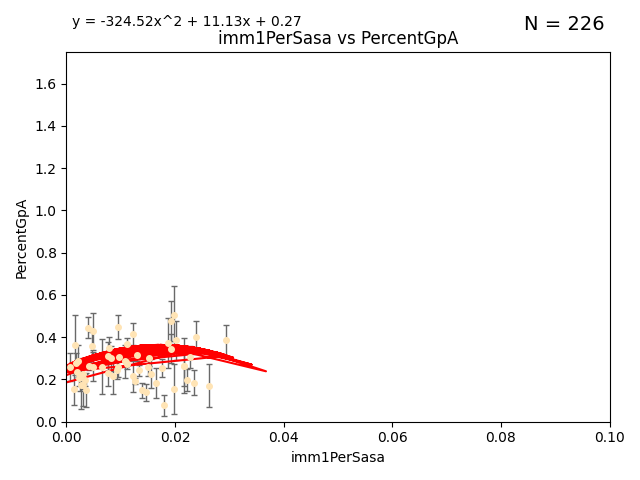 y = -324.52x^2 + 11.13x + 0.27
N = 226
imm1PerSasa vs PercentGpA
1.6
1.4
1.2
1.0
0.8
0.6
0.4
0.2
0.0
PercentGpA
0.00 0.02 0.04 0.06 0.08 0.10
imm1PerSasa